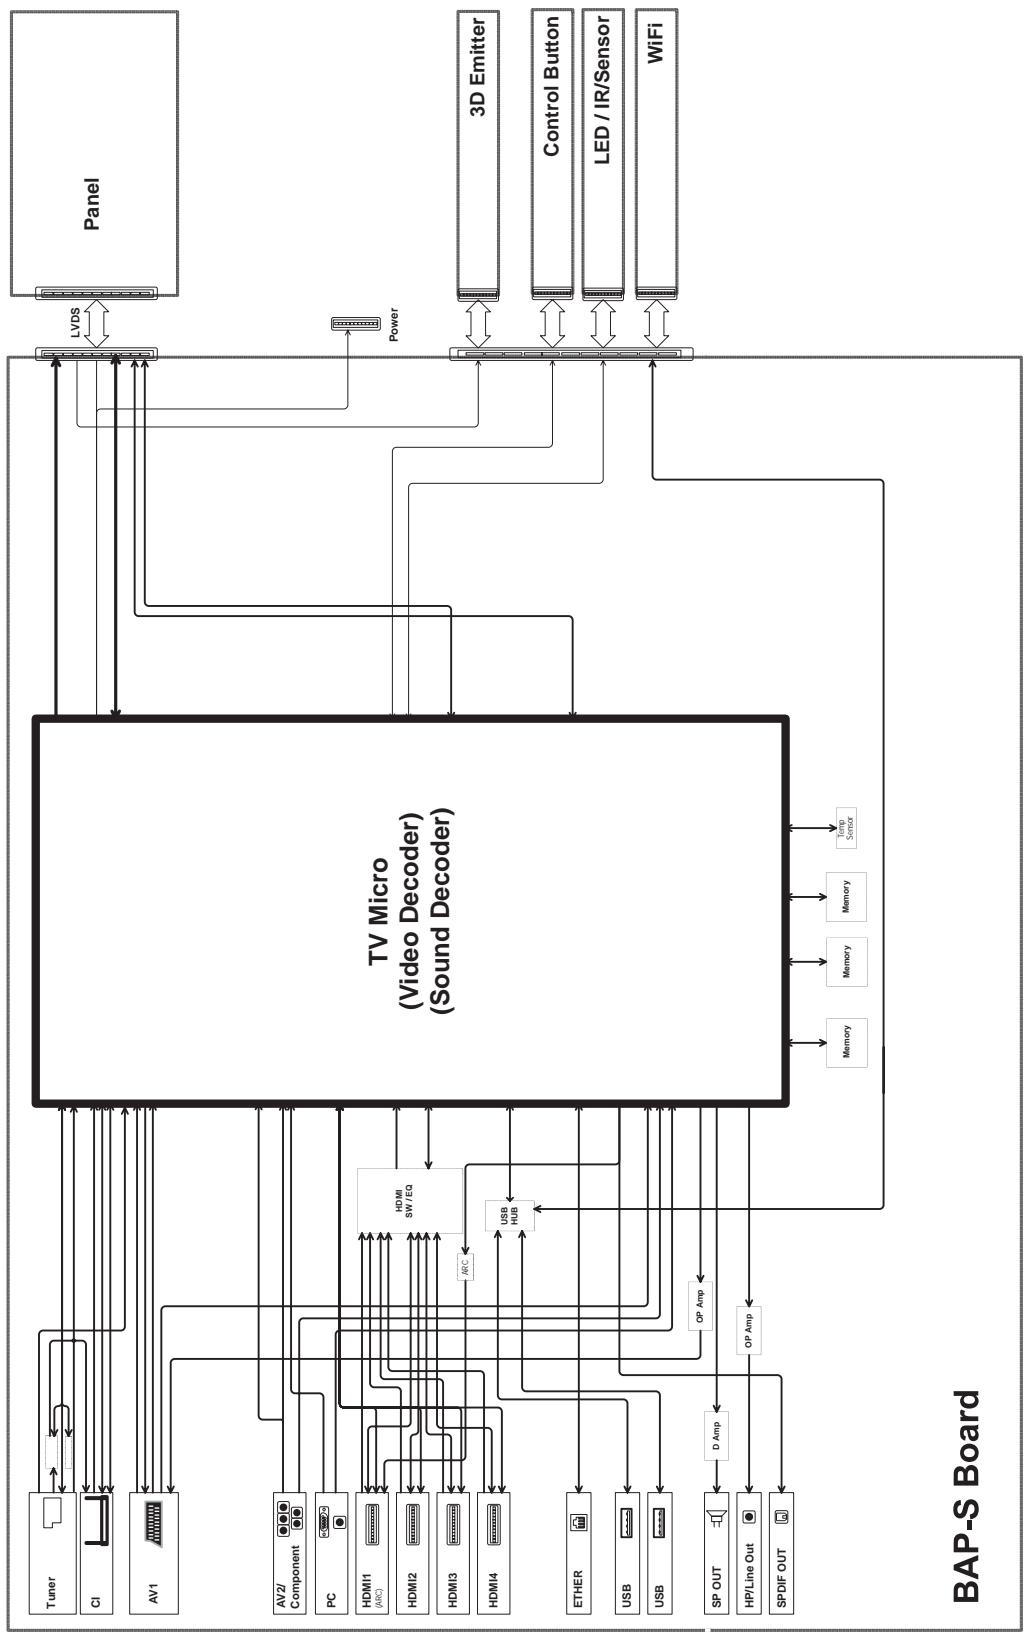 Panel
LVDS
Power
3D Emitter
Control Button
LED / IR/Sensor
WiFi
TV Micro
(Video Decoder)
(Sound Decoder)
Temp
Sensor
Memory
Memory
Memory
HDMI
SW / EQ
USB
HUB
ARC
OP Amp
OP Amp
D Amp
Tuner
CI
AV1
AV2/
Component
PC
HDMI1
(ARC)
HDMI2
HDMI3
HDMI4
ETHER
USB
USB
SP OUT
HP/Line Out
SPDIF OUT
BAP-S Board